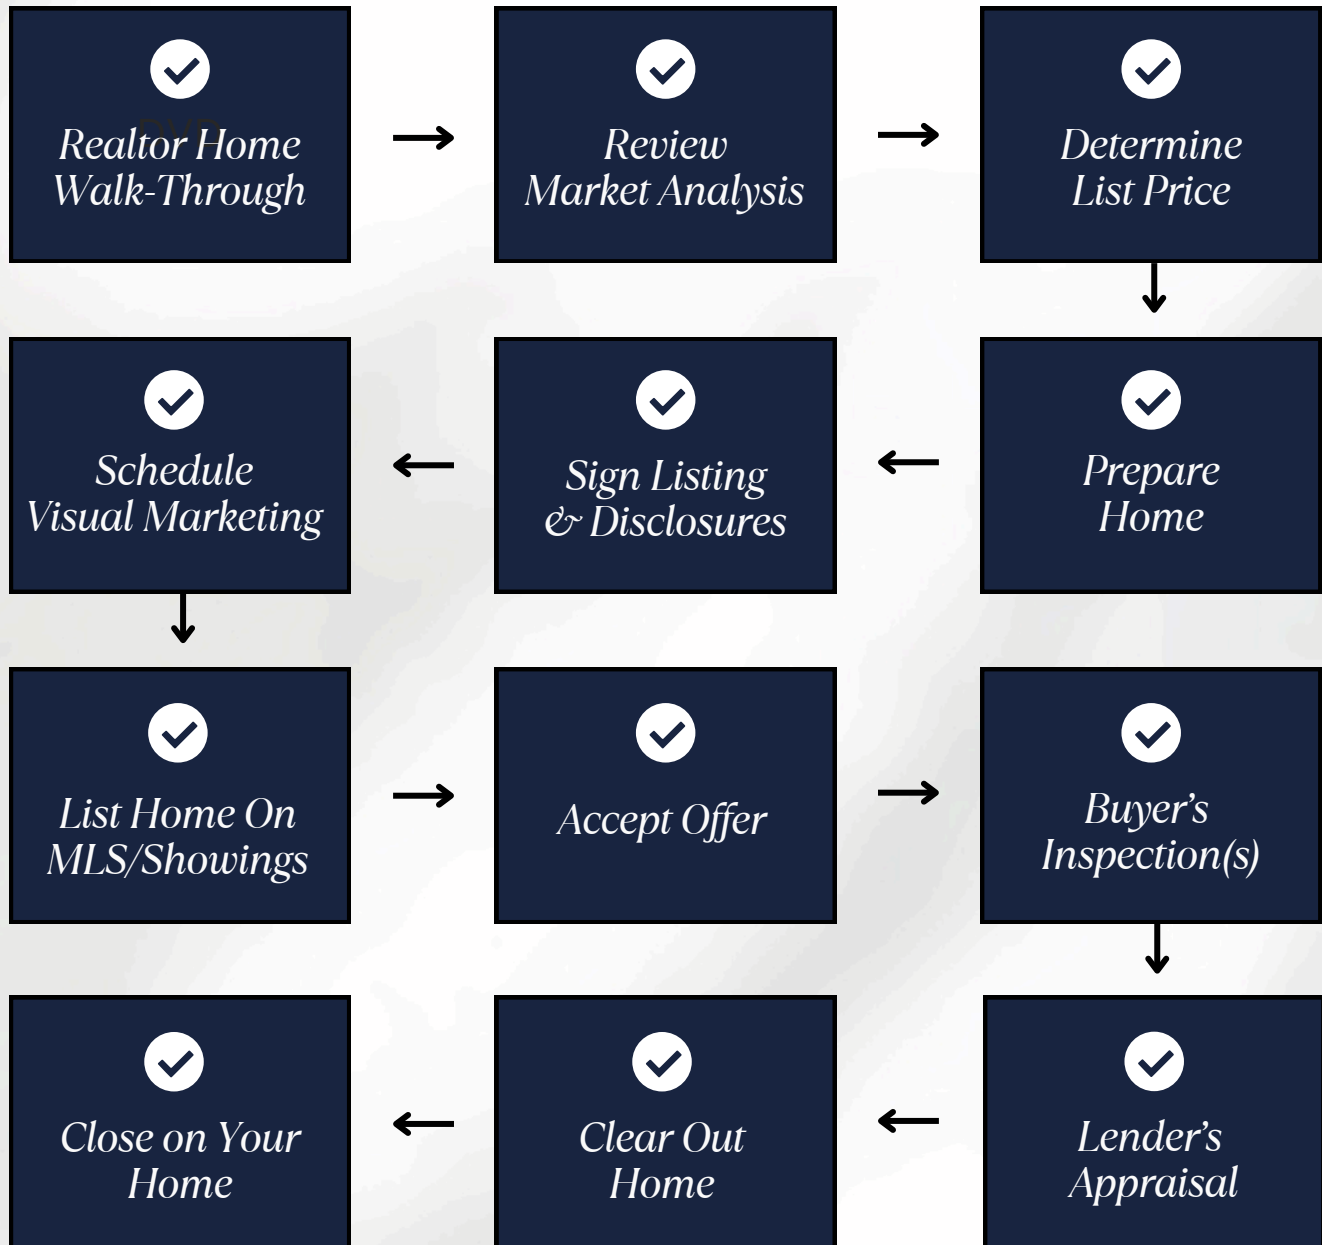 Realtor Home
Walk-Through
Review
Market Analysis
Determine
List Price
Prepare
Home
Sign Listing
& Disclosures
Schedule
Visual Marketing
List Home On
MLS/Showings
Accept Offer
Buyer’s
Inspection(s)
Lender’s
Appraisal
Clear Out
Home
Close on Your
Home